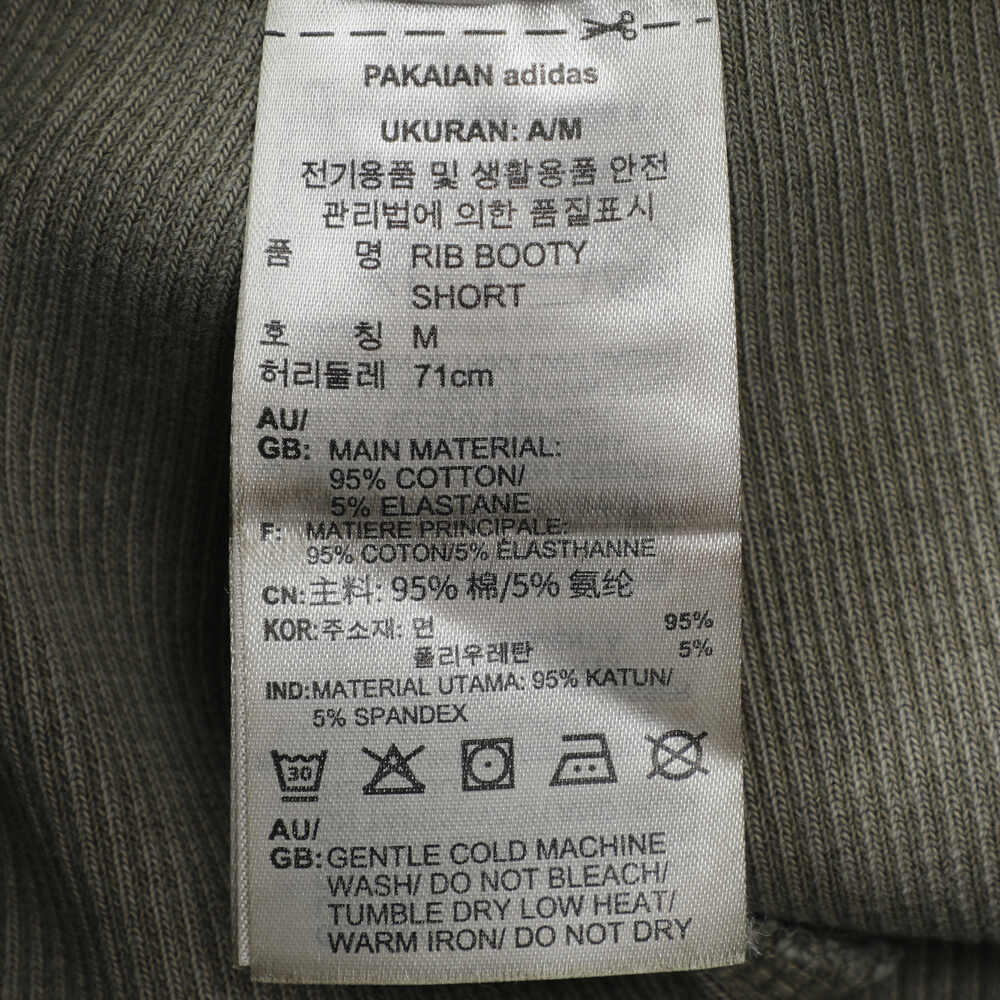 PAKAIAN adidas
UKURAN: A/M
전기용품 및 생활용품 안전
관리법에 의한 품질표시
품 명 RIB BOOTY
SHORT
호 칭 M
허리둘레 71cm
AU/
GB: MAIN MATERIAL:
95% COTTON/
5% ELASTANE
F: MATIERE PRINCIPALE:
95% COTON/5% ÉLASTHANNE
CN: 主料: 95% 棉/5% 氨纶
KOR: 주소재: 면 95%
폴리우레탄 5%
IND: MATERIAL UTAMA: 95% KATUN/
5% SPANDEX
30
AU/
GB: GENTLE COLD MACHINE
WASH/ DO NOT BLEACH/
TUMBLE DRY LOW HEAT/
WARM IRON/ DO NOT DRY